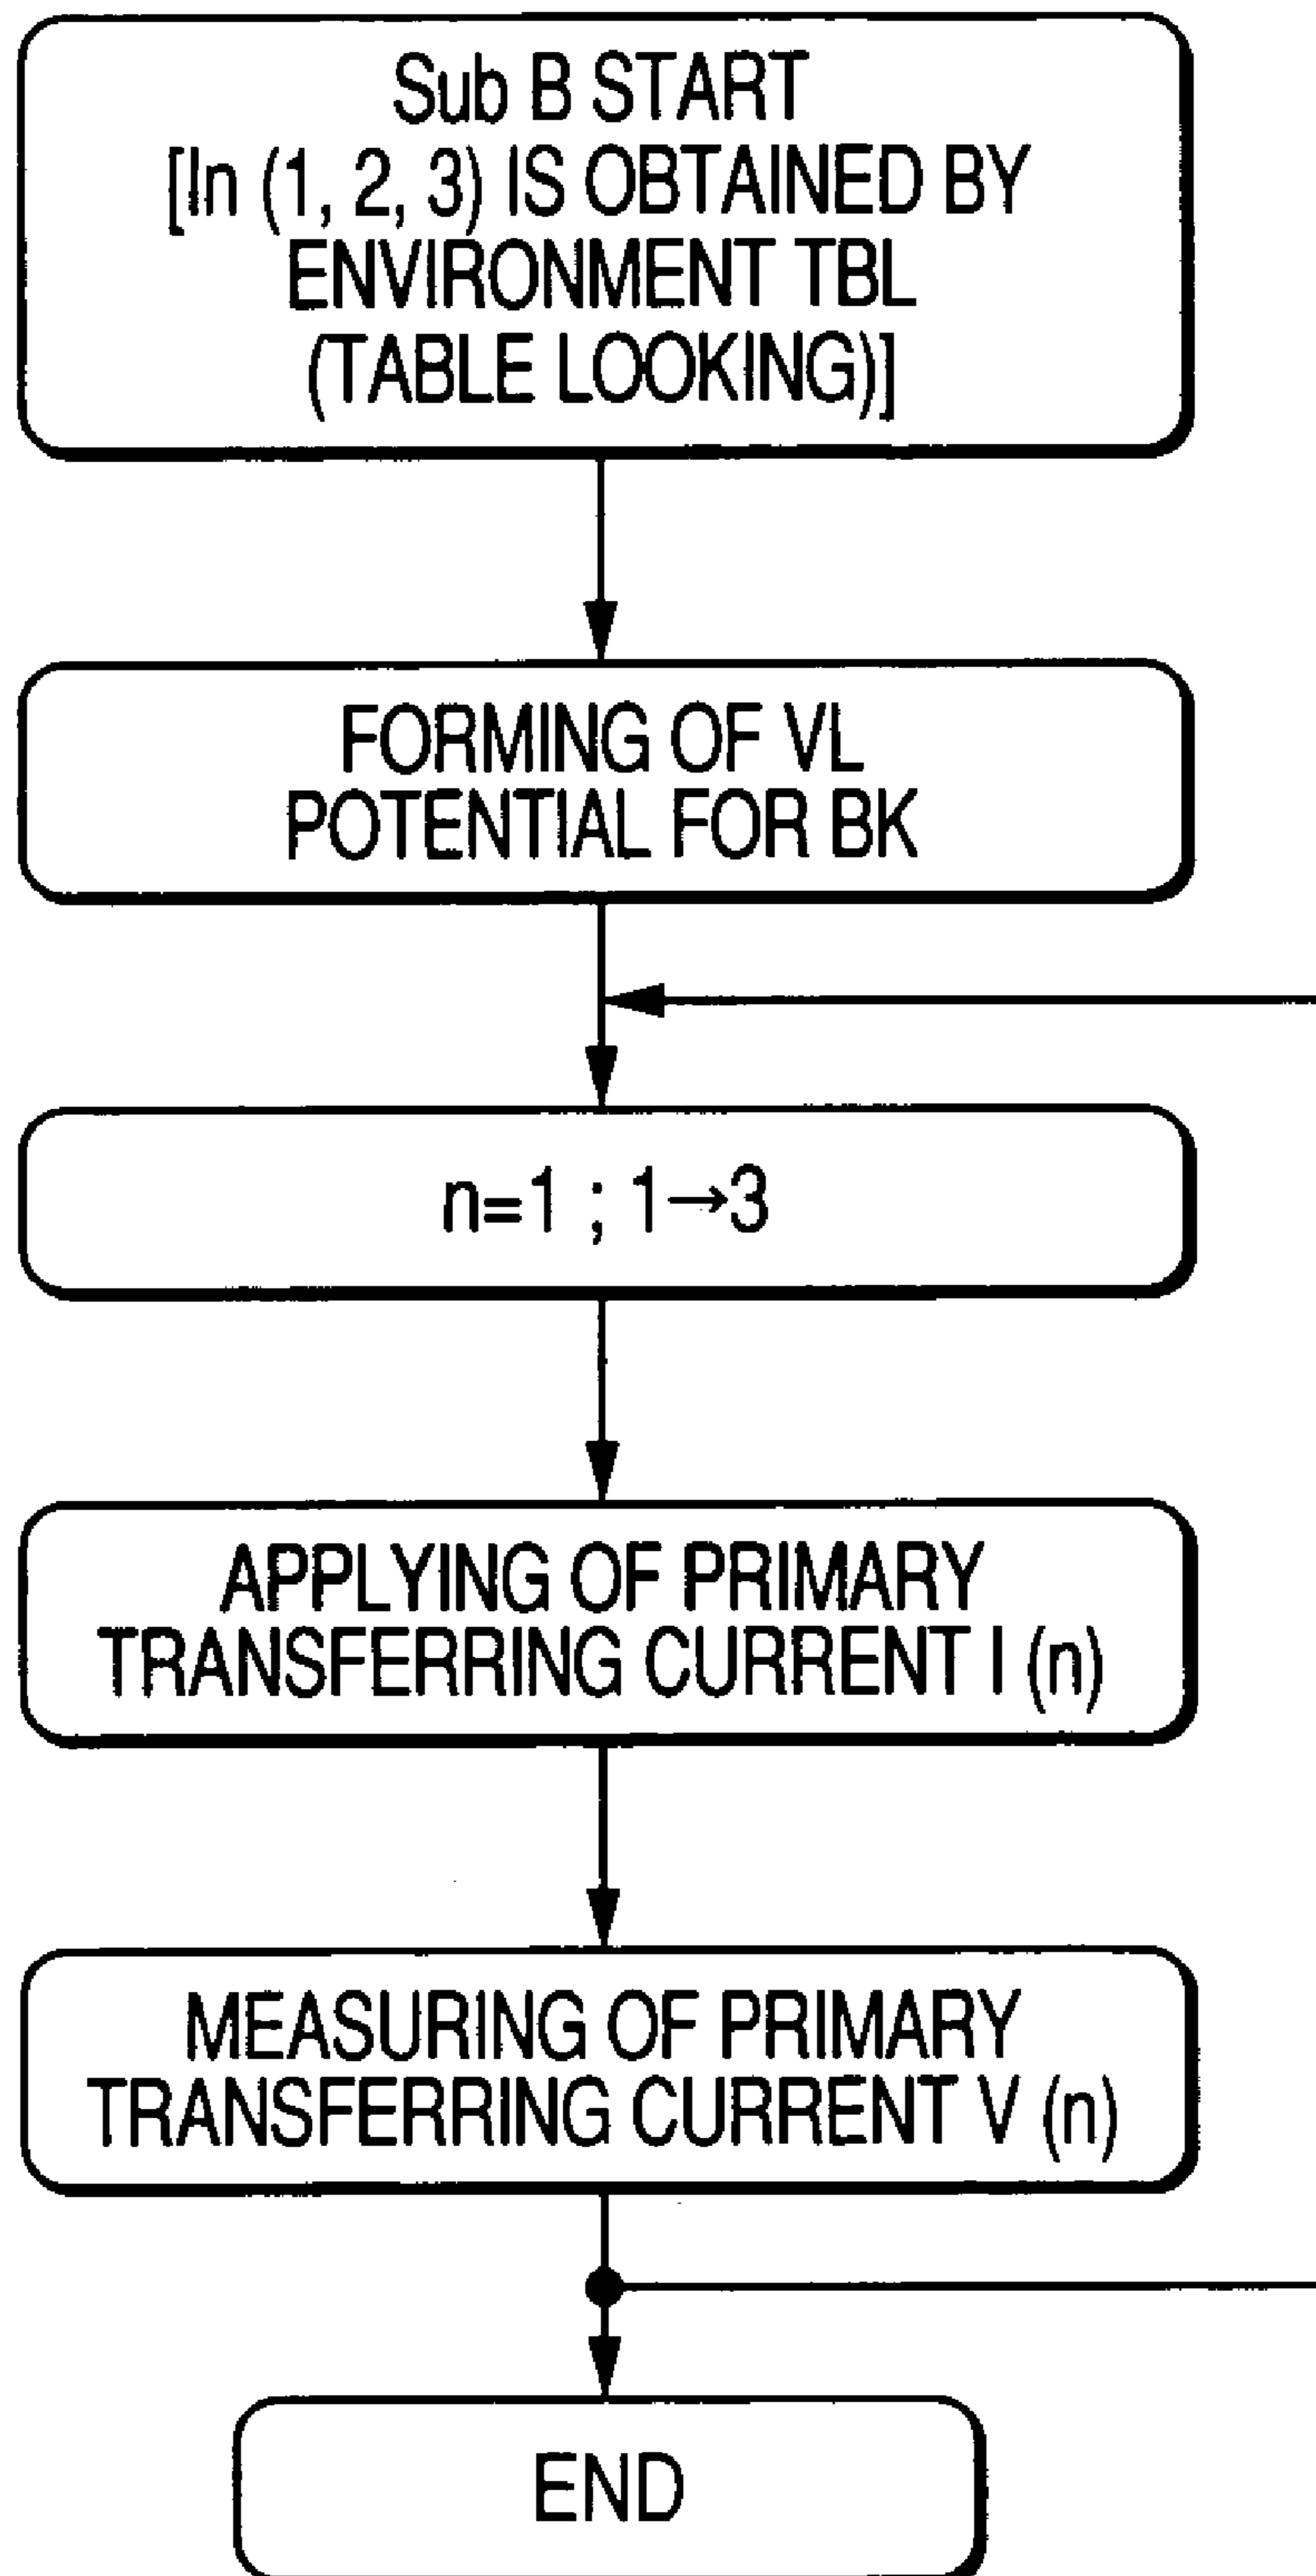 Sub B START
[In (1, 2, 3) IS OBTAINED BY
ENVIRONMENT TBL
(TABLE LOOKING)]
FORMING OF VL
POTENTIAL FOR BK
n=1 ; 1→3
APPLYING OF PRIMARY
TRANSFERRING CURRENT I (n)
MEASURING OF PRIMARY
TRANSFERRING CURRENT V (n)
END